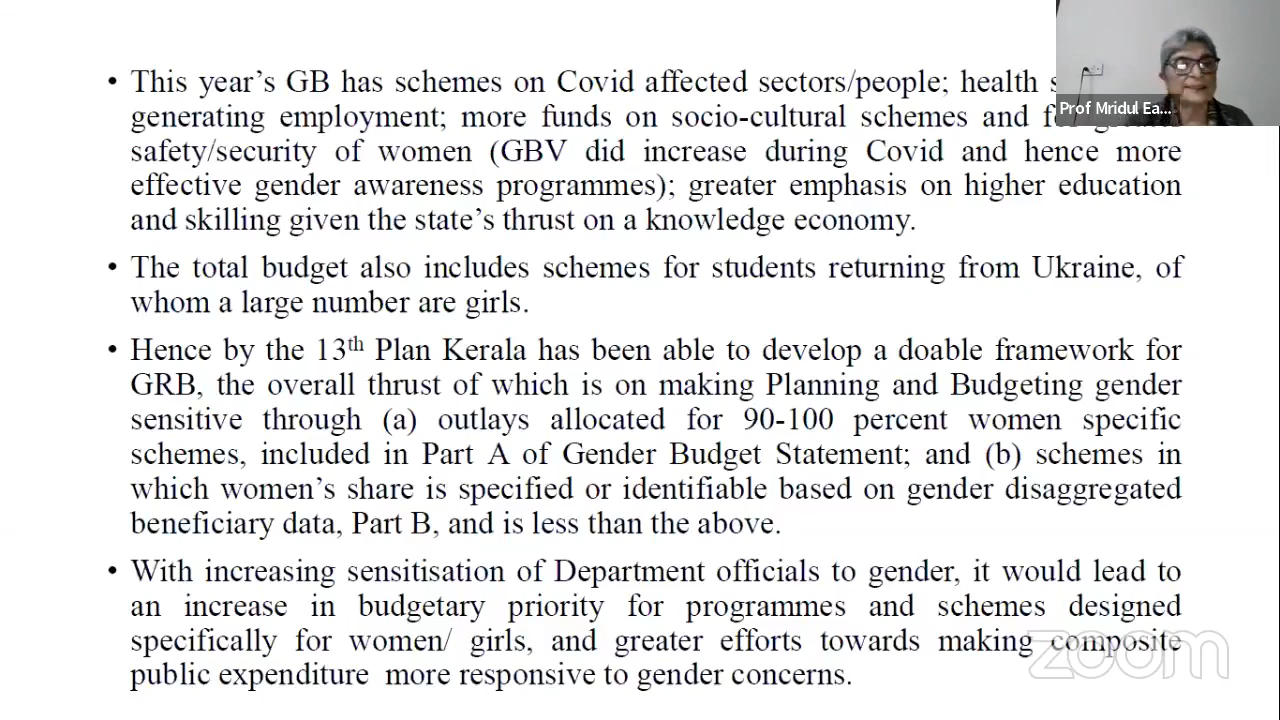 • This year’s GB has schemes on Covid affected sectors/people; health
generating employment; more funds on socio-cultural schemes and
safety/security of women (GBV did increase during Covid and hence more
effective gender awareness programmes); greater emphasis on higher education
and skilling given the state’s thrust on a knowledge economy.
• The total budget also includes schemes for students returning from Ukraine, of
whom a large number are girls.
• Hence by the 13th Plan Kerala has been able to develop a doable framework for
GRB, the overall thrust of which is on making Planning and Budgeting gender
sensitive through (a) outlays allocated for 90-100 percent women specific
schemes, included in Part A of Gender Budget Statement; and (b) schemes in
which women’s share is specified or identifiable based on gender disaggregated
beneficiary data, Part B, and is less than the above.
• With increasing sensitisation of Department officials to gender, it would lead to
an increase in budgetary priority for programmes and schemes designed
specifically for women/ girls, and greater efforts towards making composite
public expenditure more responsive to gender concerns.
Prof Mridul Ea...
zoom